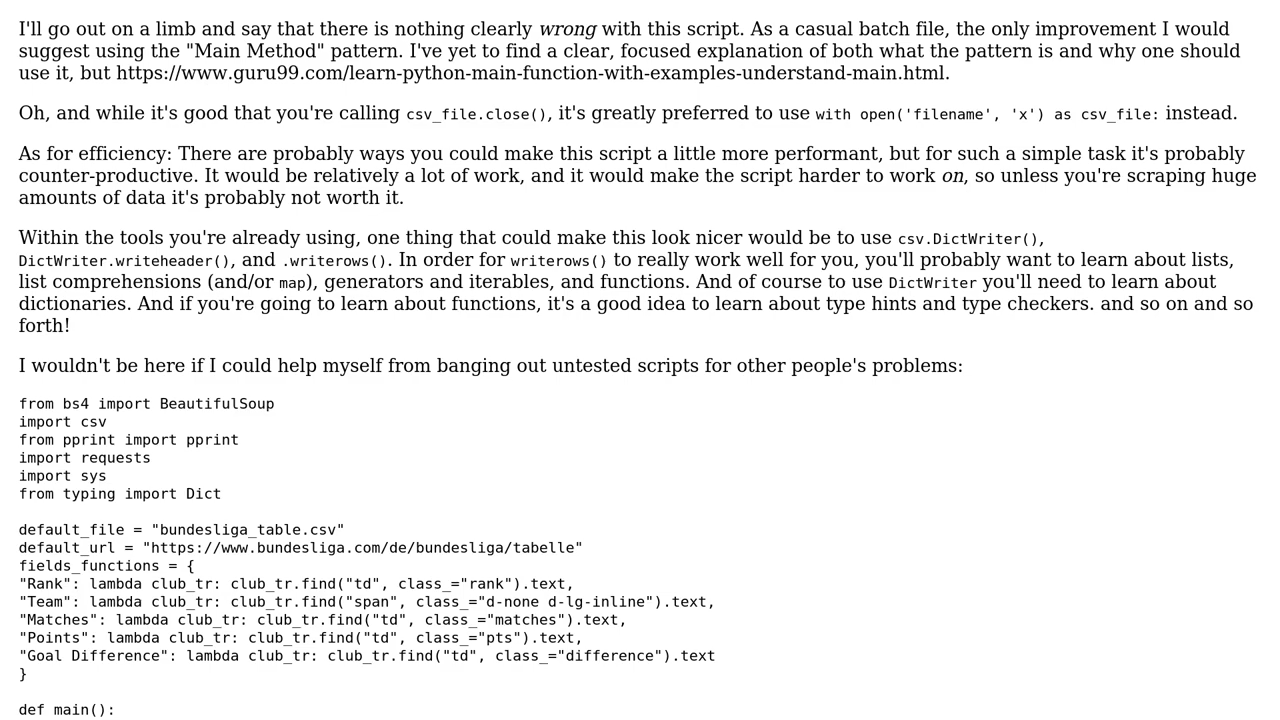 I'll go out on a limb and say that there is nothing clearly wrong with this script. As a casual batch file, the only improvement I would
suggest using the "Main Method" pattern. I've yet to find a clear, focused explanation of both what the pattern is and why one should
use it, but https://www.guru99.com/learn-python-main-function-with-examples-understand-main.html.
Oh, and while it's good that you're calling csv_file.close(), it's greatly preferred to use with open('filename', 'x') as csv_file: instead.
As for efficiency: There are probably ways you could make this script a little more performant, but for such a simple task it's probably
counter-productive. It would be relatively a lot of work, and it would make the script harder to work on, so unless you're scraping huge
amounts of data it's probably not worth it.
Within the tools you're already using, one thing that could make this look nicer would be to use csv.DictWriter(),
DictWriter.writeheader(), and .writerows(). In order for writerows() to really work well for you, you'll probably want to learn about lists,
list comprehensions (and/or map), generators and iterables, and functions. And of course to use DictWriter you'll need to learn about
dictionaries. And if you're going to learn about functions, it's a good idea to learn about type hints and type checkers. and so on and so
forth!
I wouldn't be here if I could help myself from banging out untested scripts for other people's problems:
from bs4 import BeautifulSoup
import csv
from pprint import pprint
import requests
import sys
from typing import Dict
default_file = "bundesliga_table.csv"
default_url = "https://www.bundesliga.com/de/bundesliga/tabelle"
fields_functions = {
"Rank": lambda club_tr: club_tr.find("td", class_="rank").text,
"Team": lambda club_tr: club_tr.find("span", class_="d-none d-lg-inline").text,
"Matches": lambda club_tr: club_tr.find("td", class_="matches").text,
"Points": lambda club_tr: club_tr.find("td", class_="pts").text,
"Goal Difference": lambda club_tr: club_tr.find("td", class_="difference").text
}
def main():